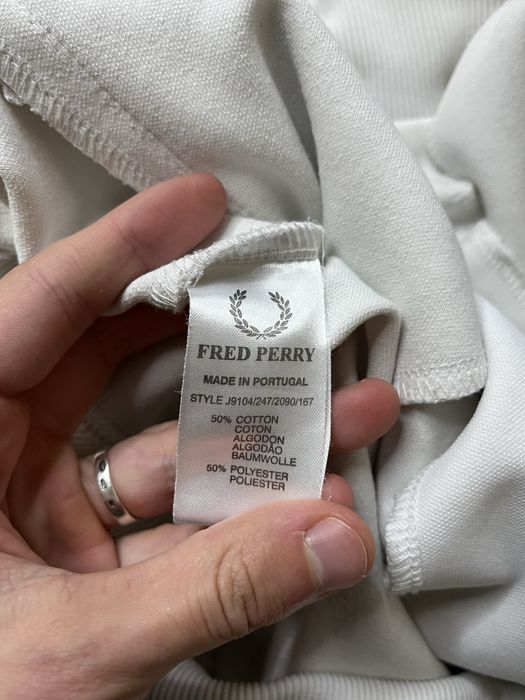 FRED PERRY
MADE IN PORTUGAL
STYLE J9104/247/2090/167
50% COTTON
COTON
ALGODON
ALGODÃO
BAUMWOLLE
50% POLYESTER
POLIESTER